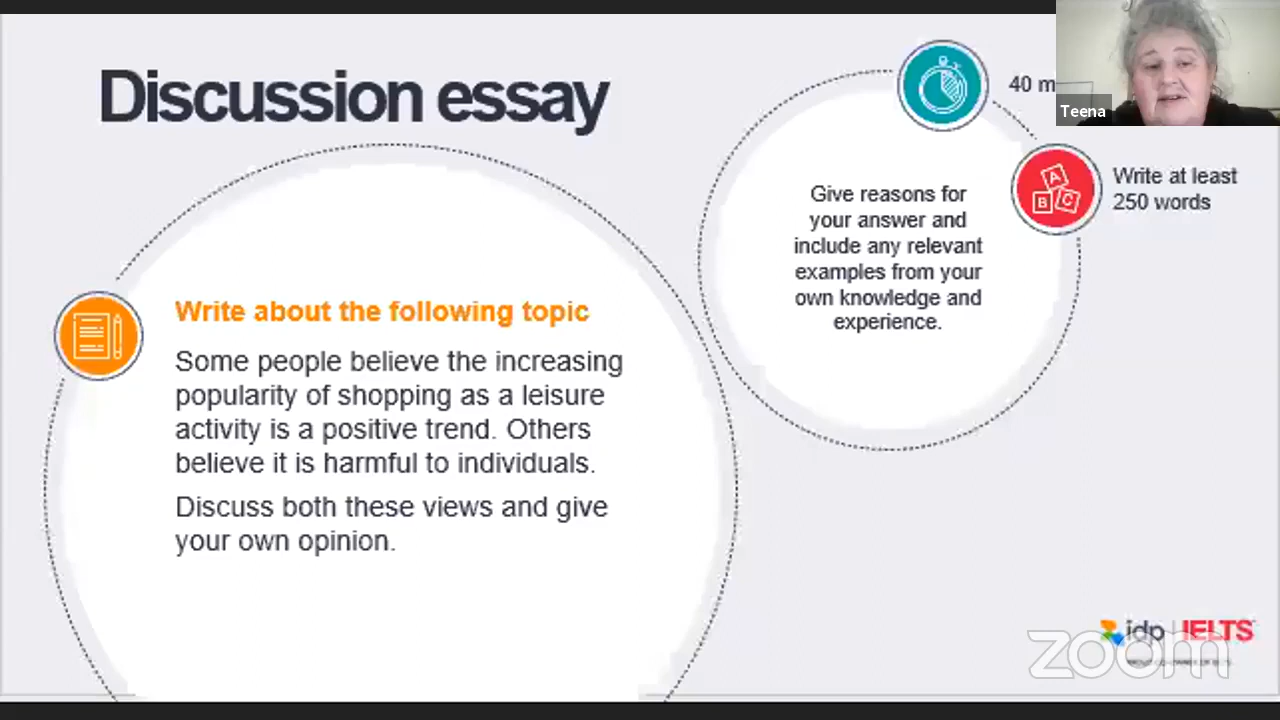 Discussion essay
40 m
Teena
Write at least
250 words
Give reasons for
your answer and
include any relevant
examples from your
own knowledge and
experience.
A
B
C
Write about the following topic
Some people believe the increasing
popularity of shopping as a leisure
activity is a positive trend. Others
believe it is harmful to individuals.
Discuss both these views and give
your own opinion.
idp IELTS
zoom